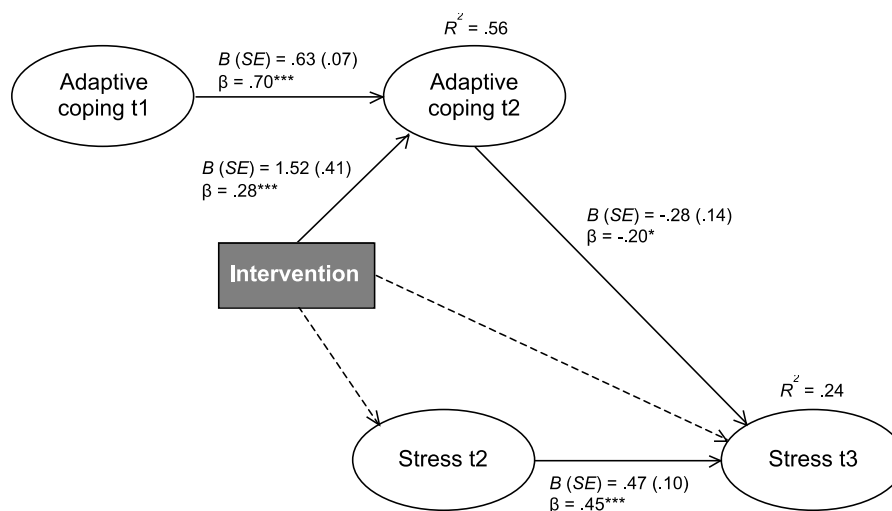 R² = .56
B (SE) = .63 (.07)
β = .70***
Adaptive
coping t1
Adaptive
coping t2
B (SE) = 1.52 (.41)
β = .28***
B (SE) = -.28 (.14)
β = -.20*
Intervention
R² = .24
Stress t2
Stress t3
B (SE) = .47 (.10)
β = .45***